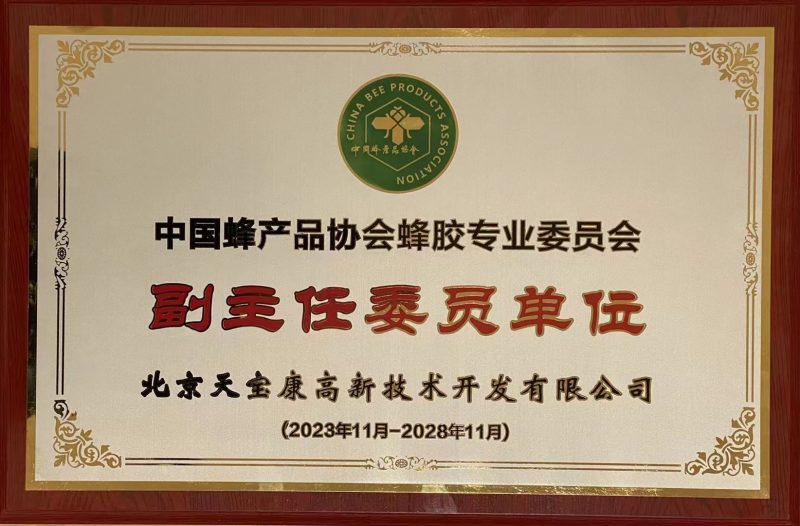 CHINA BEE PRODUCTS ASSOCIATION
中国蜂产品协会
中国蜂产品协会蜂胶专业委员会
副主任委员单位
北京天宝康高新技术开发有限公司
(2023年11月-2028年11月)